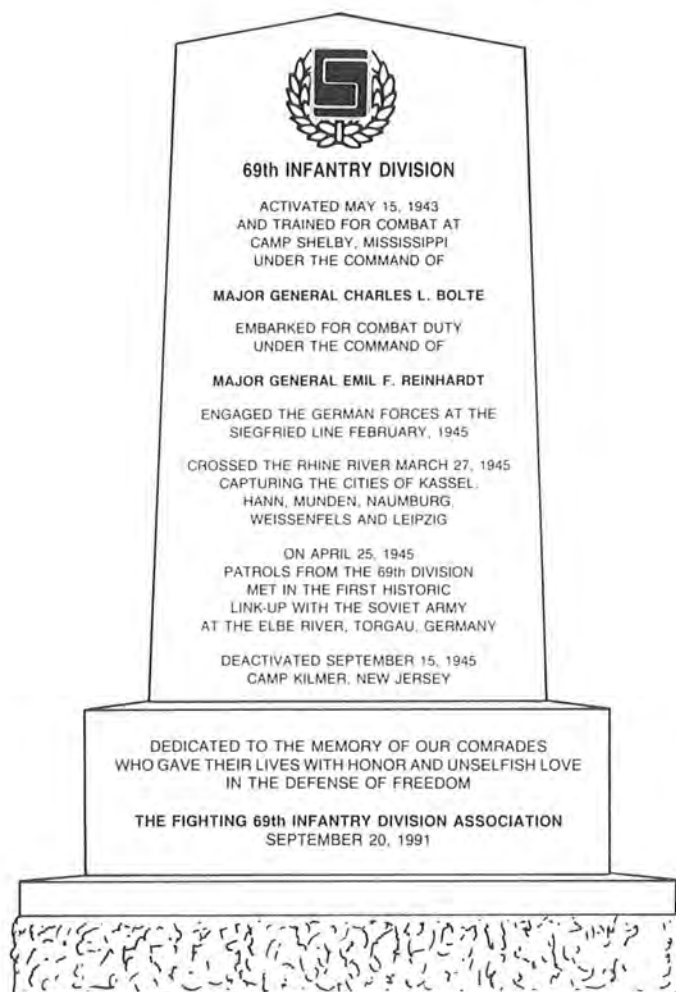 69th INFANTRY DIVISION
ACTIVATED MAY 15, 1943
AND TRAINED FOR COMBAT AT
CAMP SHELBY, MISSISSIPPI
UNDER THE COMMAND OF
MAJOR GENERAL CHARLES L. BOLTE
EMBARKED FOR COMBAT DUTY
UNDER THE COMMAND OF
MAJOR GENERAL EMIL F. REINHARDT
ENGAGED THE GERMAN FORCES AT THE
SIEGFRIED LINE FEBRUARY, 1945
CROSSED THE RHINE RIVER MARCH 27, 1945
CAPTURING THE CITIES OF KASSEL,
HANN, MUNDEN, NAUMBURG,
WEISSENFELS AND LEIPZIG
ON APRIL 25, 1945
PATROLS FROM THE 69th DIVISION
MET IN THE FIRST HISTORIC
LINK-UP WITH THE SOVIET ARMY
AT THE ELBE RIVER, TORGAU, GERMANY
DEACTIVATED SEPTEMBER 15, 1945
CAMP KILMER, NEW JERSEY
DEDICATED TO THE MEMORY OF OUR COMRADES
WHO GAVE THEIR LIVES WITH HONOR AND UNSELFISH LOVE
IN THE DEFENSE OF FREEDOM
THE FIGHTING 69th INFANTRY DIVISION ASSOCIATION
SEPTEMBER 20, 1991